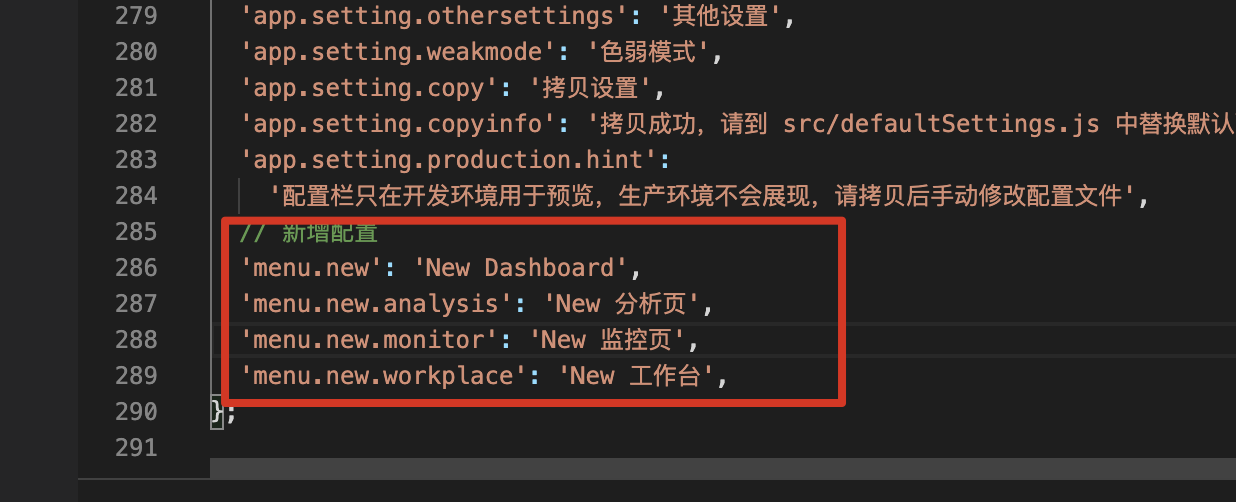 279 'app.setting.othersettings': '其他设置',
280 'app.setting.weakmode': '色弱模式',
281 'app.setting.copy': '拷贝设置',
282 'app.setting.copyinfo': '拷贝成功，请到 src/defaultSettings.js 中替换默认
283 'app.setting.production.hint':
284 '配置栏只在开发环境用于预览，生产环境不会展现，请拷贝后手动修改配置文件',
285 // 新增配置
286 'menu.new': 'New Dashboard',
287 'menu.new.analysis': 'New 分析页',
288 'menu.new.monitor': 'New 监控页',
289 'menu.new.workplace': 'New 工作台',
290 };
291